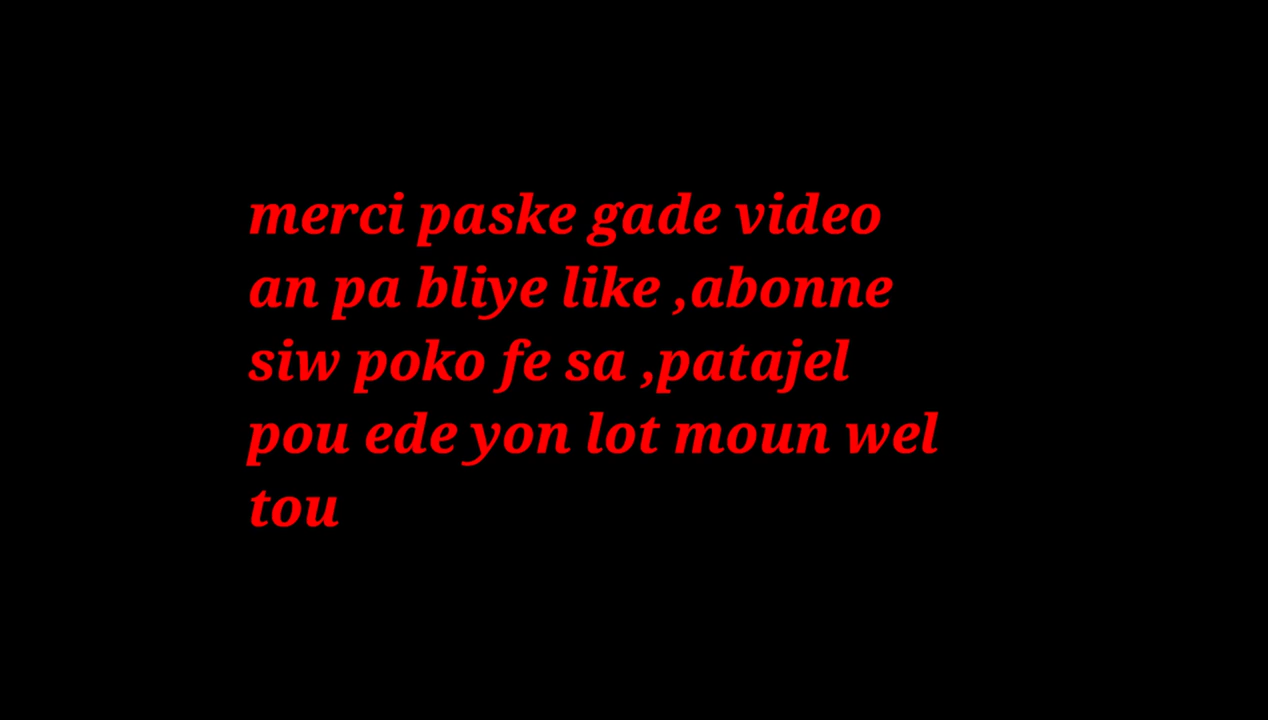 merci paske gade video
an pa bliye like ,abonne
siw poko fe sa ,patajel
pou ede yon lot moun wel
tou